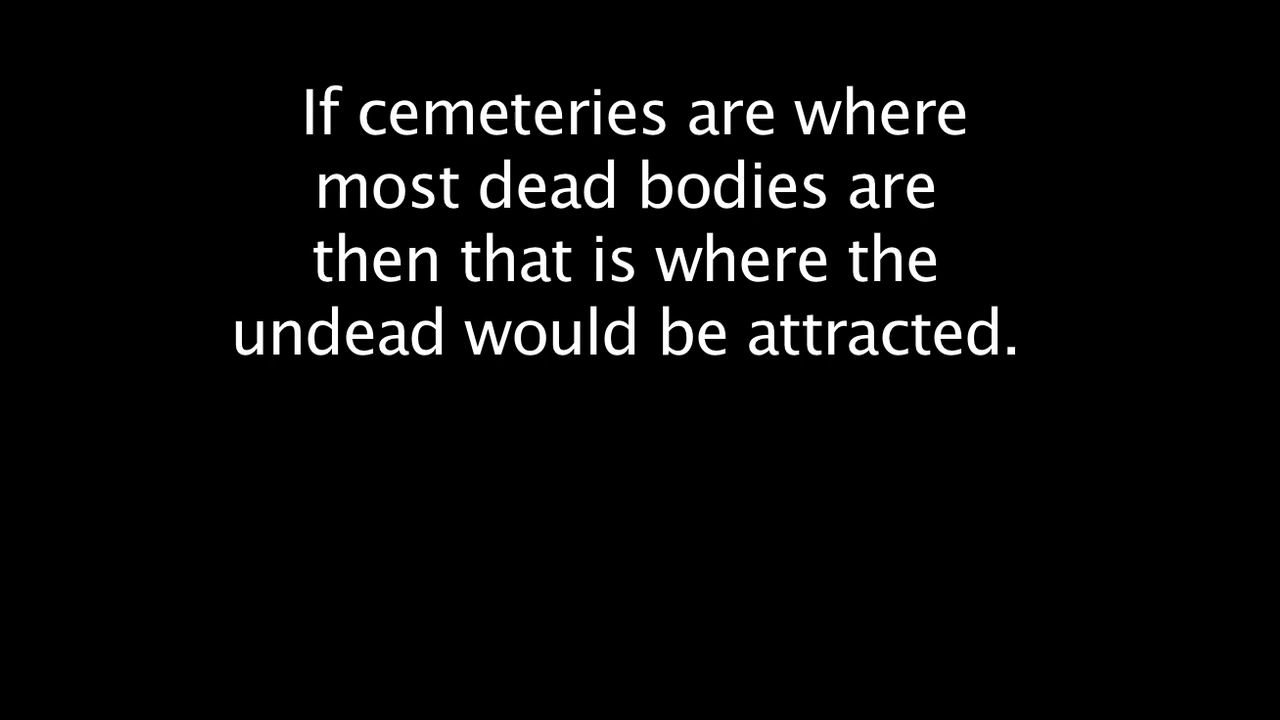 If cemeteries are where
most dead bodies are
then that is where the
undead would be attracted.